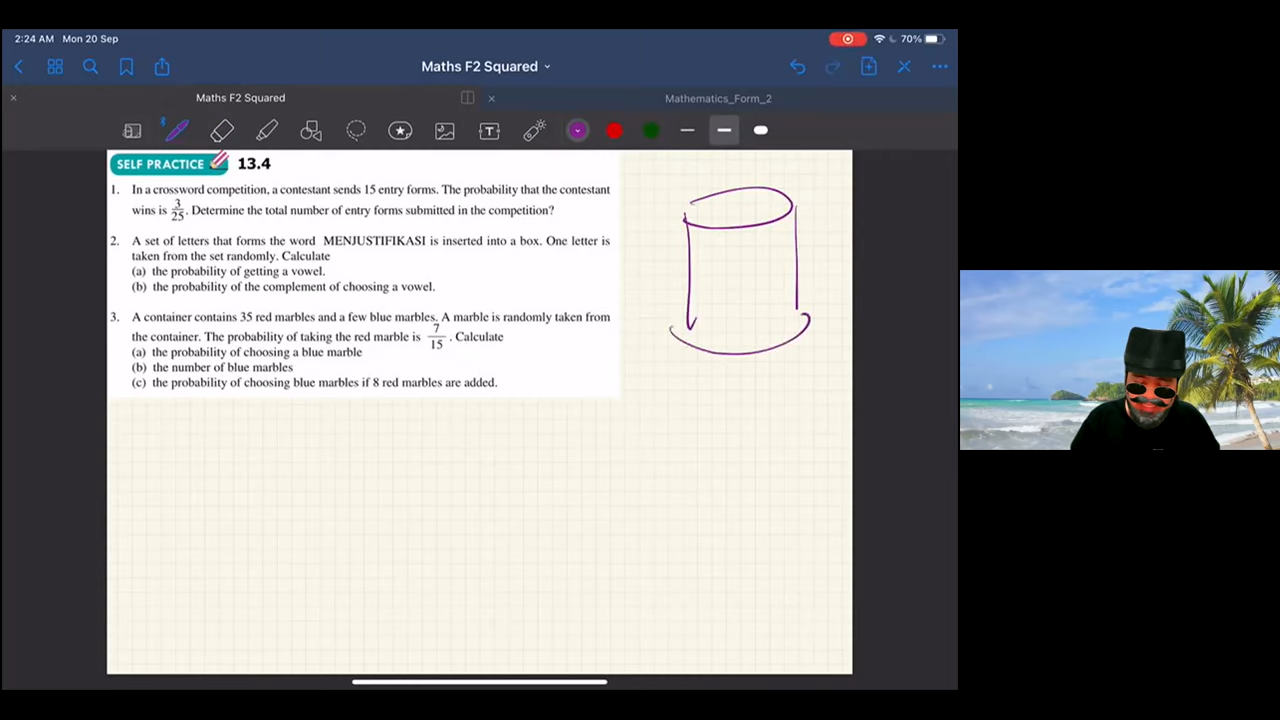 2:24 AM Mon 20 Sep
70%
Maths F2 Squared
Maths F2 Squared
Mathematics_Form_2
SELF PRACTICE 13.4
1. In a crossword competition, a contestant sends 15 entry forms. The probability that the contestant
wins is 3/25. Determine the total number of entry forms submitted in the competition?
2. A set of letters that forms the word MENJUSTIFIKASI is inserted into a box. One letter is
taken from the set randomly. Calculate
(a) the probability of getting a vowel.
(b) the probability of the complement of choosing a vowel.
3. A container contains 35 red marbles and a few blue marbles. A marble is randomly taken from
the container. The probability of taking the red marble is 7/15. Calculate
(a) the probability of choosing a blue marble
(b) the number of blue marbles
(c) the probability of choosing blue marbles if 8 red marbles are added.